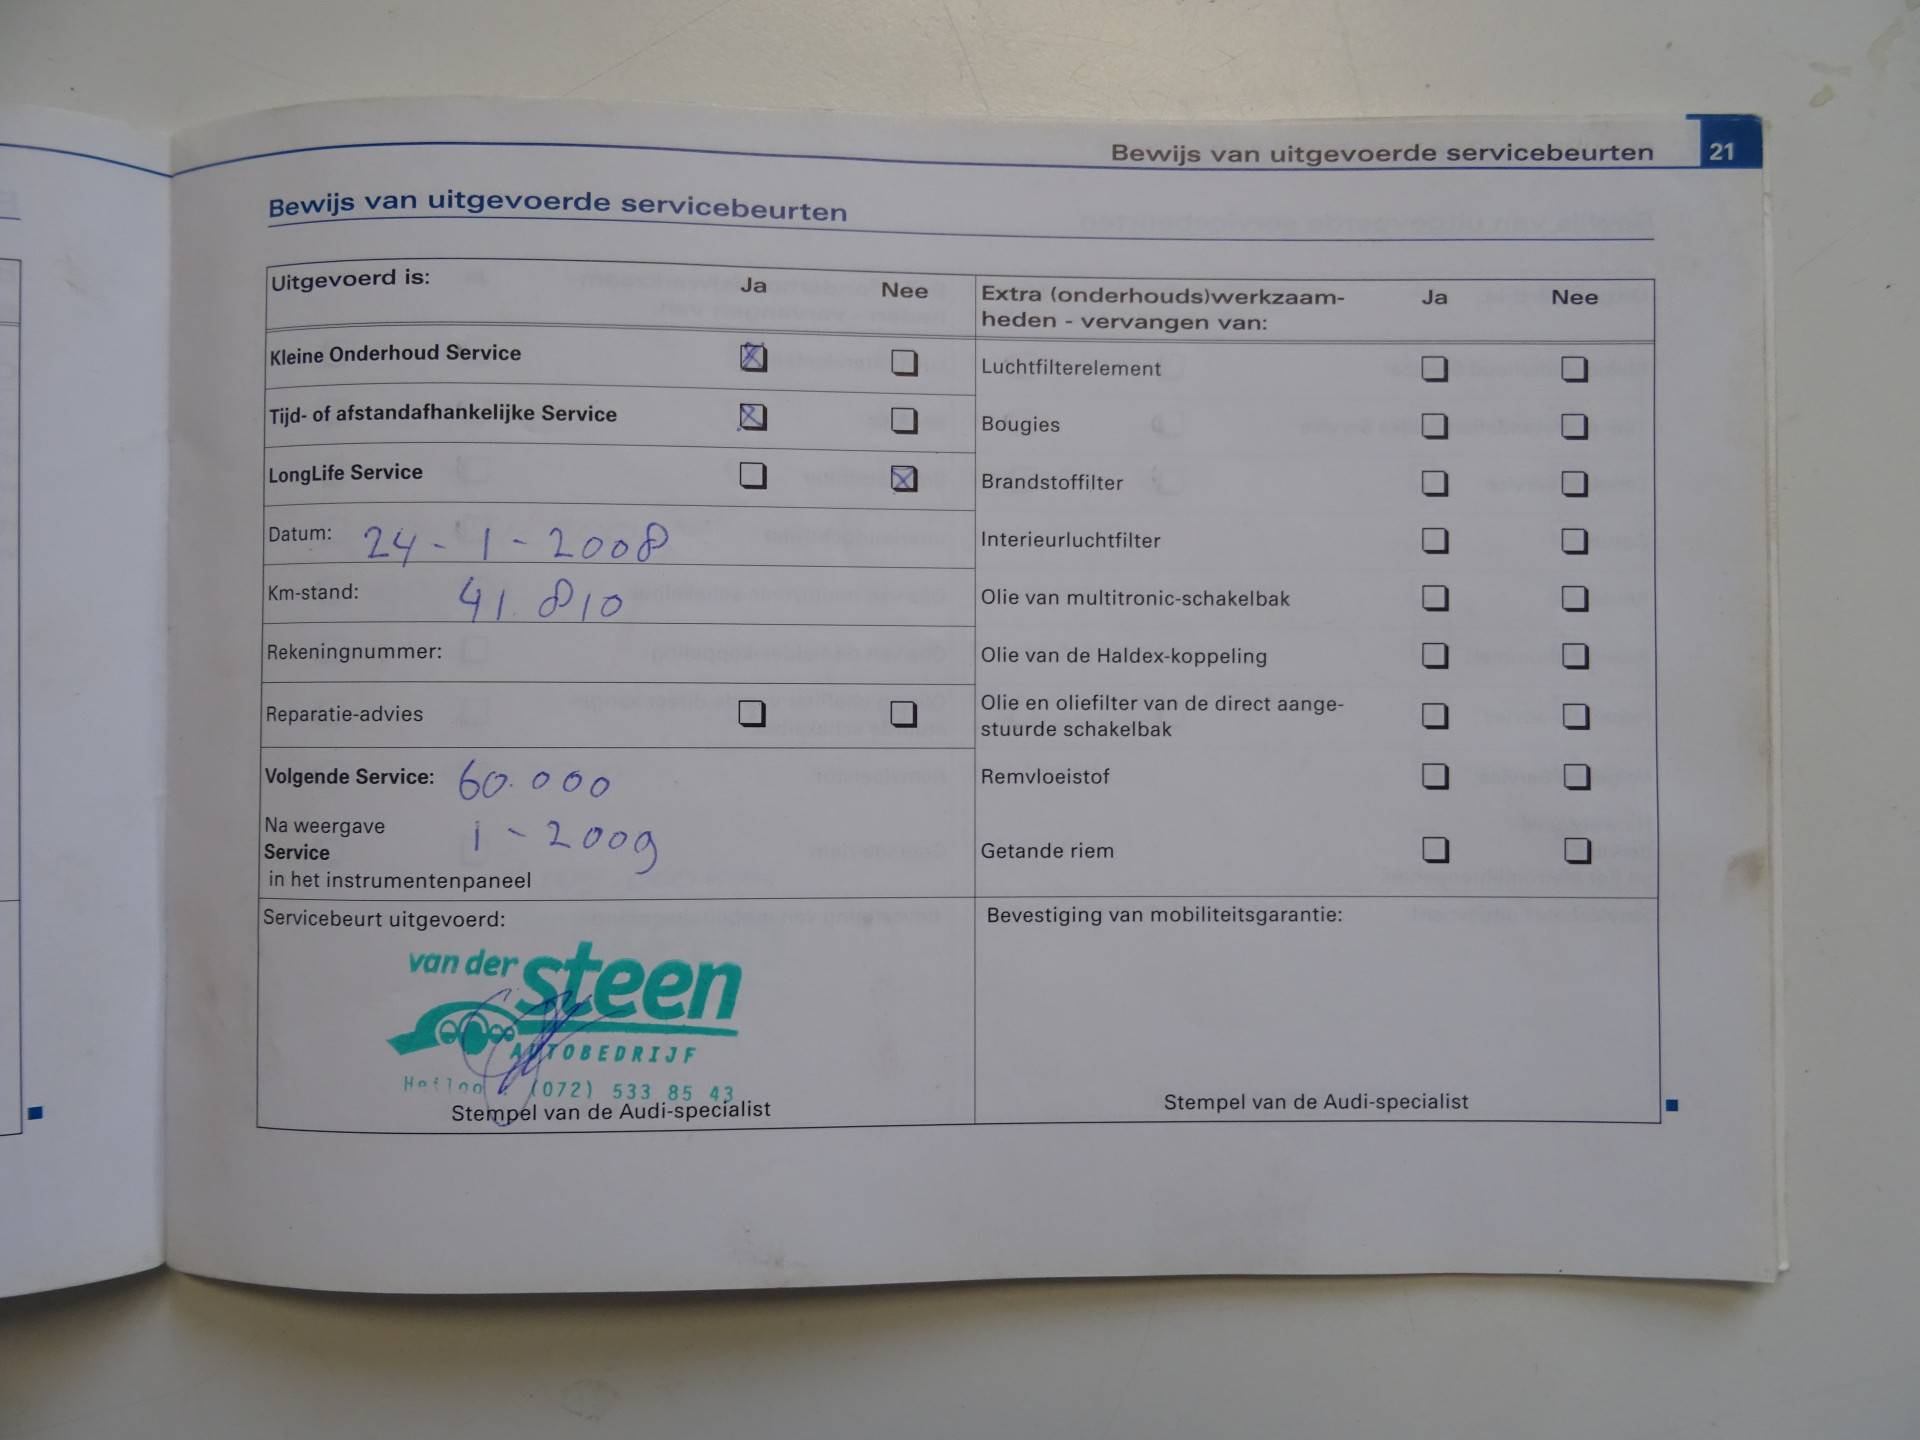 Bewijs van uitgevoerde servicebeurten 21
Bewijs van uitgevoerde servicebeurten
Uitgevoerd is: Ja Nee
Kleine Onderhoud Service
Tijd- of afstandafhankelijke Service
LongLife Service
Datum: 24-1-2008
Km-stand: 41.810
Rekeningnummer:
Reparatie-advies
Volgende Service: 60.000
Na weergave 1-2009
Service
in het instrumentenpaneel
Servicebeurt uitgevoerd:
van der steen
AUTOBEDRIJF
Heiloo (072) 533 85 43
Stempel van de Audi-specialist
Extra (onderhouds)werkzaam- Ja Nee
heden - vervangen van:
Luchtfilterelement
Bougies
Brandstoffilter
Interieurluchtfilter
Olie van multitronic-schakelbak
Olie van de Haldex-koppeling
Olie en oliefilter van de direct aange-
stuurde schakelbak
Remvloeistof
Getande riem
Bevestiging van mobiliteitsgarantie:
Stempel van de Audi-specialist